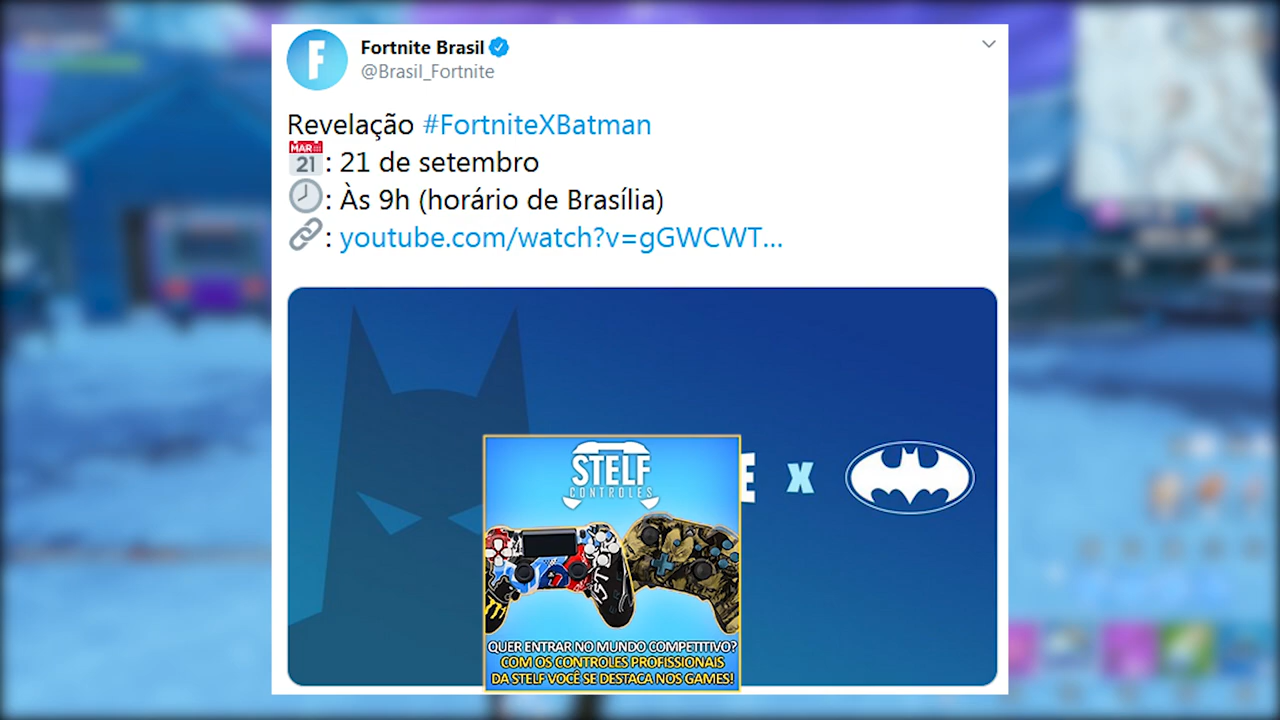 Fortnite Brasil
@Brasil_Fortnite
Revelação #FortniteXBatman
MAR
21 : 21 de setembro
: Às 9h (horário de Brasília)
: youtube.com/watch?v=gGWCWT...
E X
STELF
CONTROLES
QUER ENTRAR NO MUNDO COMPETITIVO?
COM OS CONTROLES PROFISSIONAIS
DA STELF VOCÊ SE DESTACA NOS GAMES!